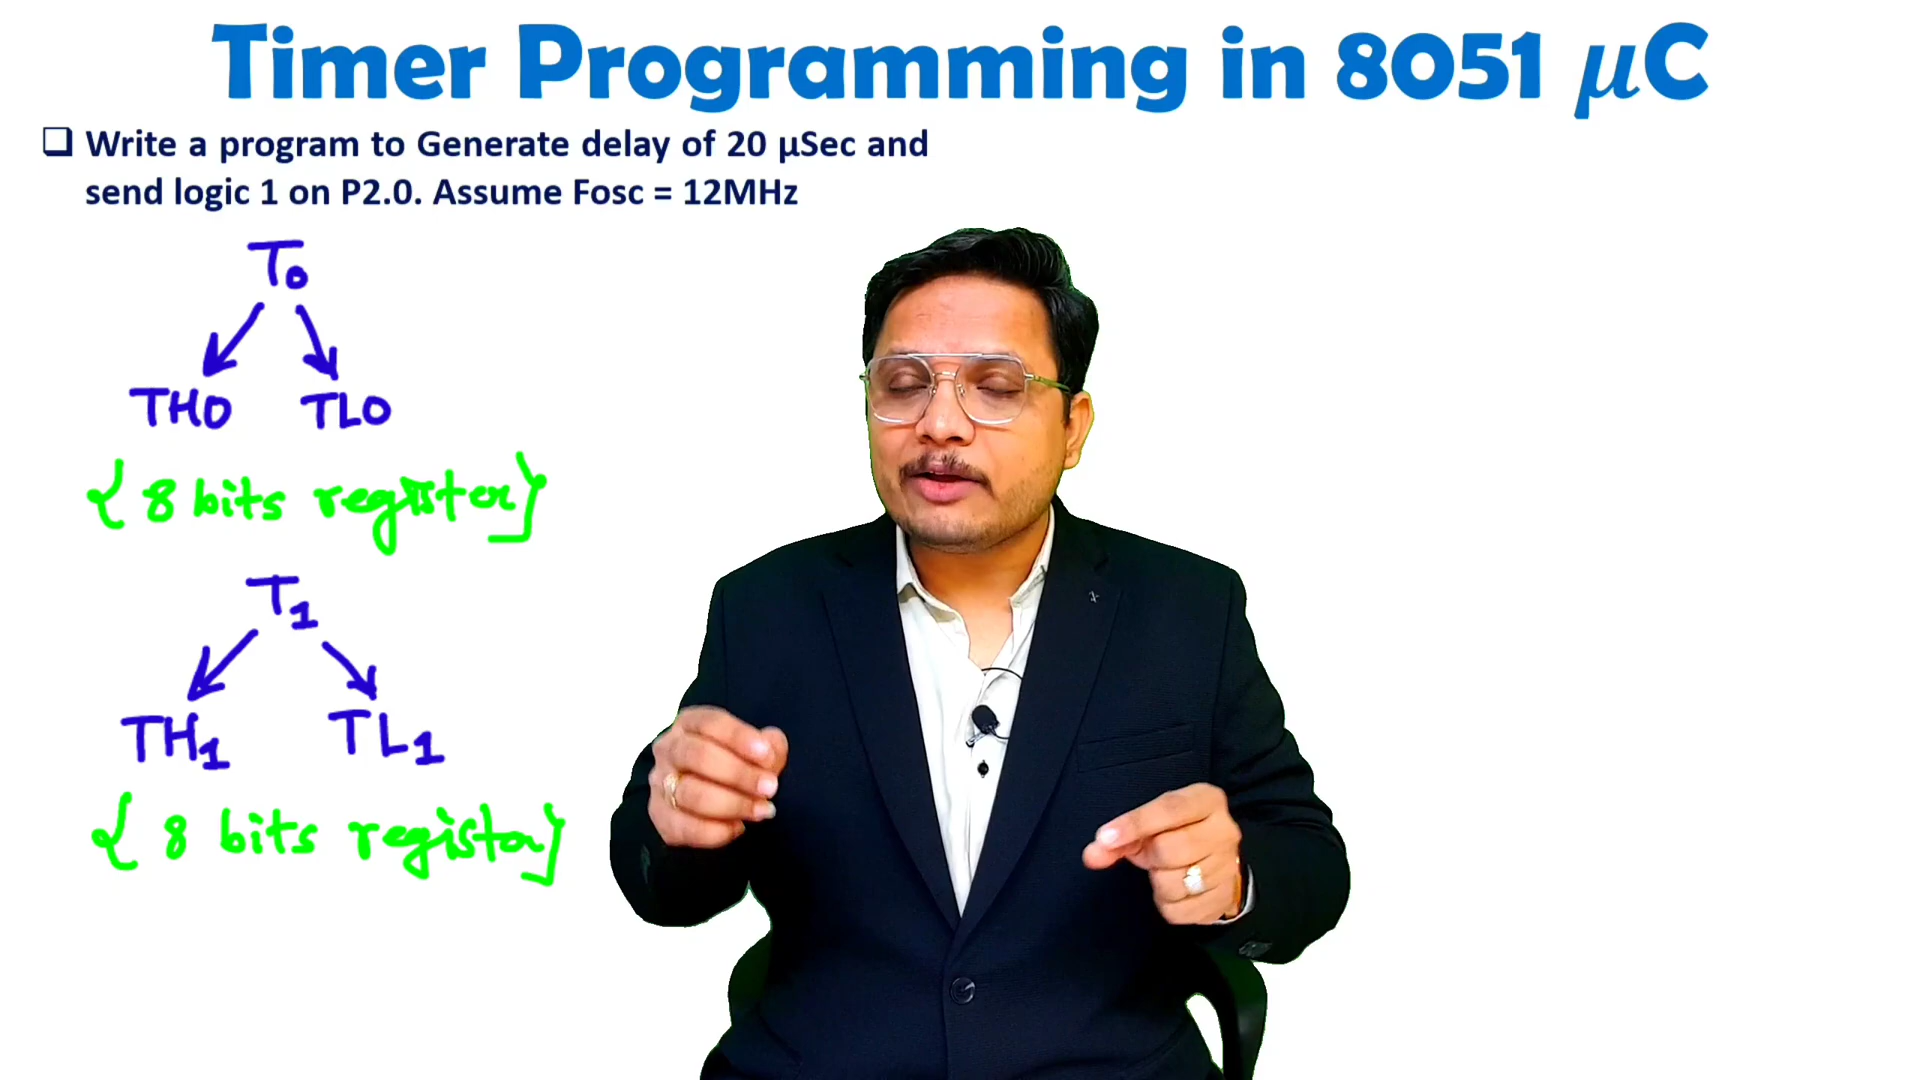 Timer Programming in 8051 μC
❑ Write a program to Generate delay of 20 μSec and
send logic 1 on P2.0. Assume Fosc = 12MHz
T0
TH0 TL0
{ 8 bits register}
T1
TH1 TL1
{ 8 bits register}